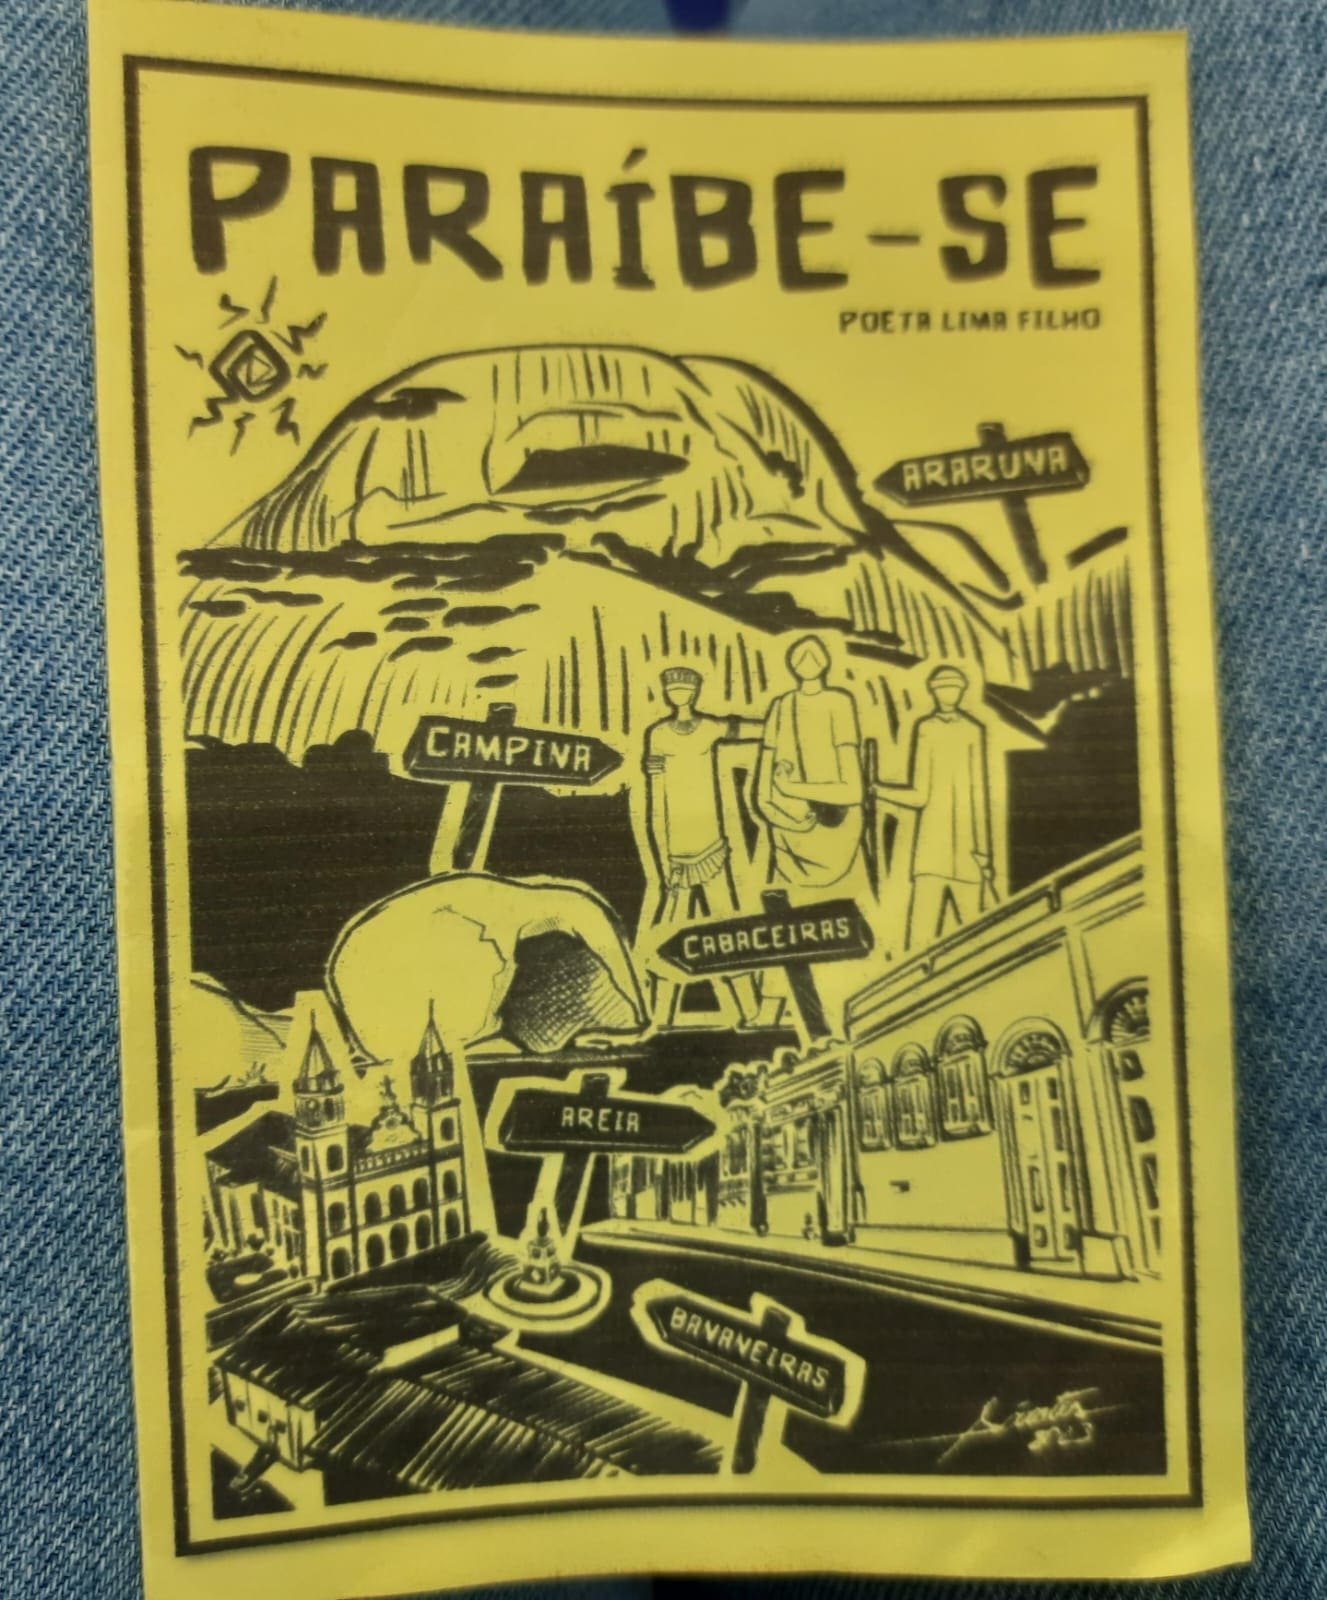 PARAÍBE-SE
POETA LIMA FILHO
ARARUNA
CAMPINA
CABACEIRAS
AREIA
BANANEIRAS